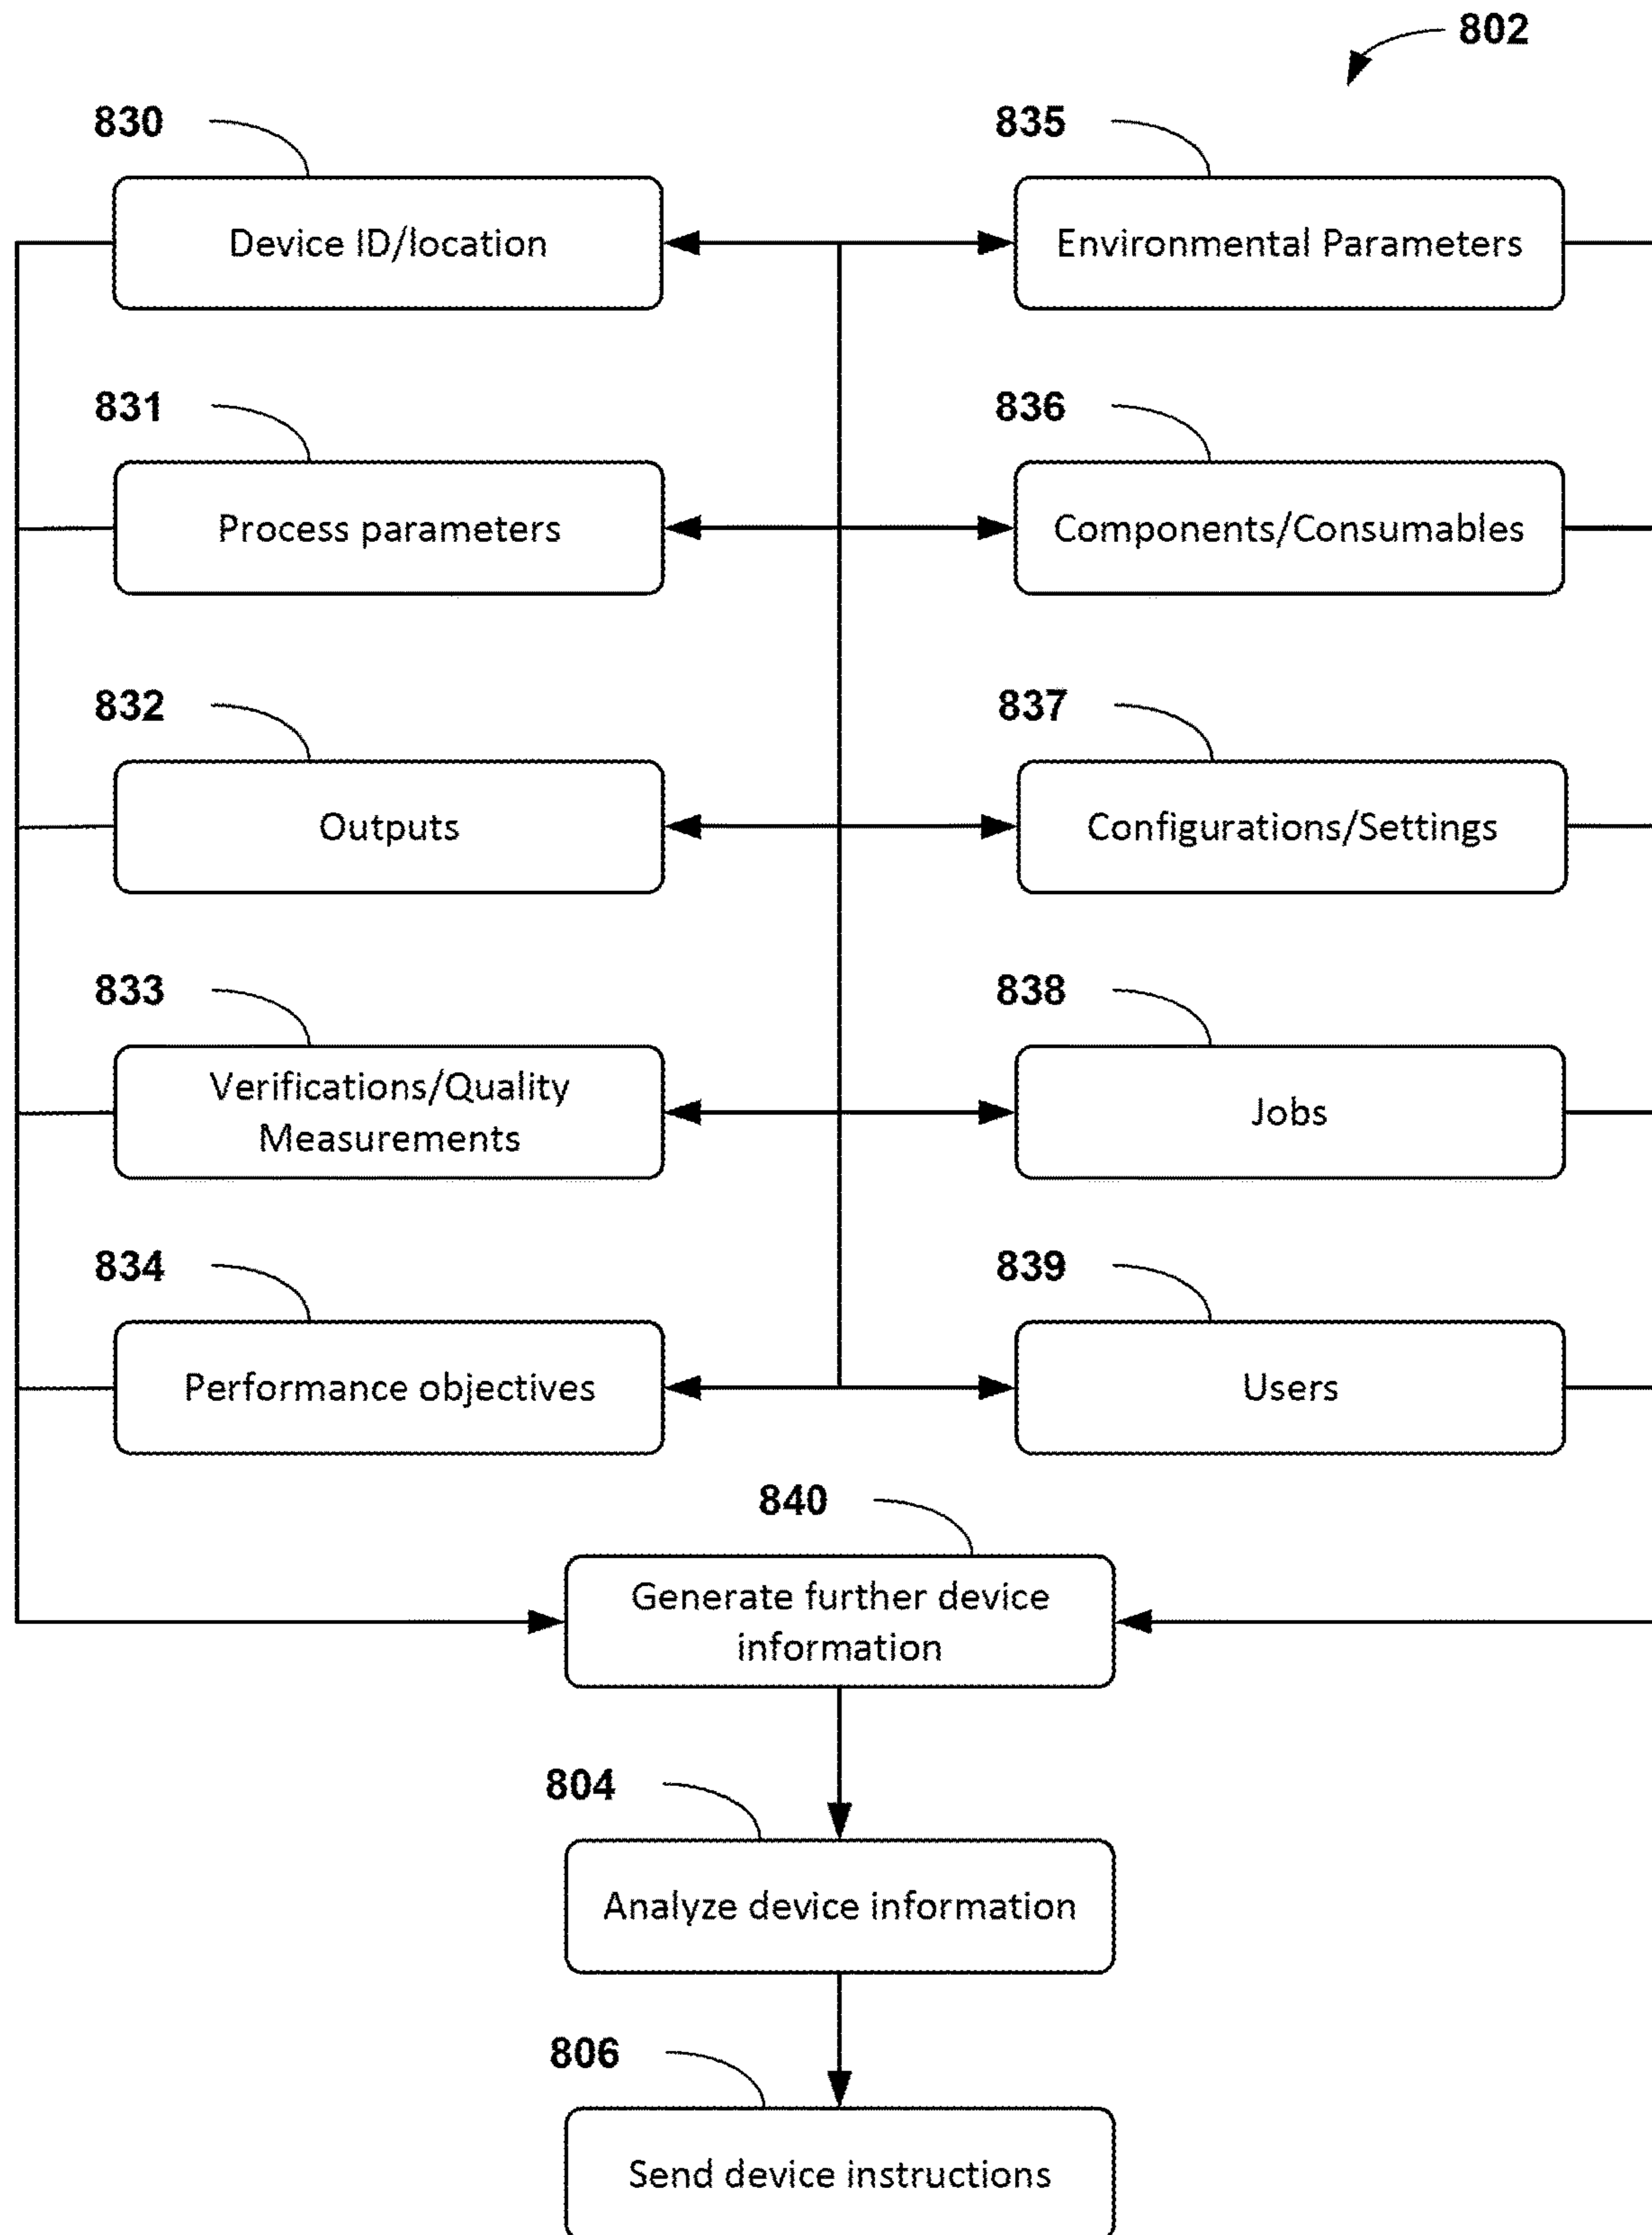 802
830
835
Device ID/location
Environmental Parameters
831
836
Process parameters
Components/Consumables
832
837
Outputs
Configurations/Settings
833
838
Verifications/Quality
Measurements
Jobs
834
839
Performance objectives
Users
840
Generate further device
information
804
Analyze device information
806
Send device instructions